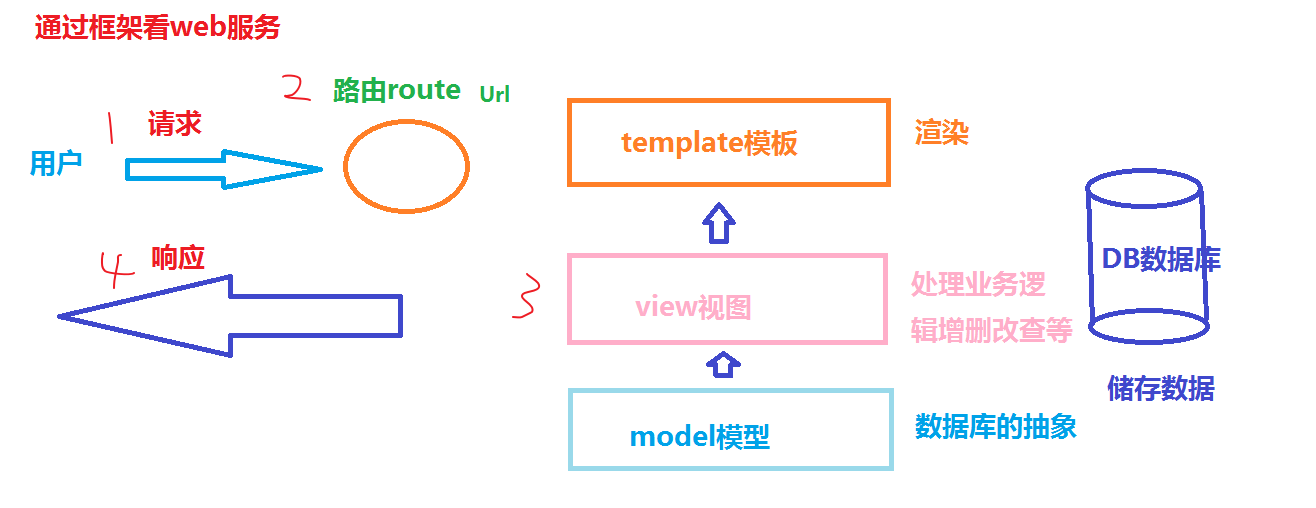 通过框架看web服务
2 路由route Url
1 请求
用户
template模板
渲染
4 响应
3
view视图
处理业务逻
辑增删改查等
DB数据库
储存数据
model模型
数据库的抽象